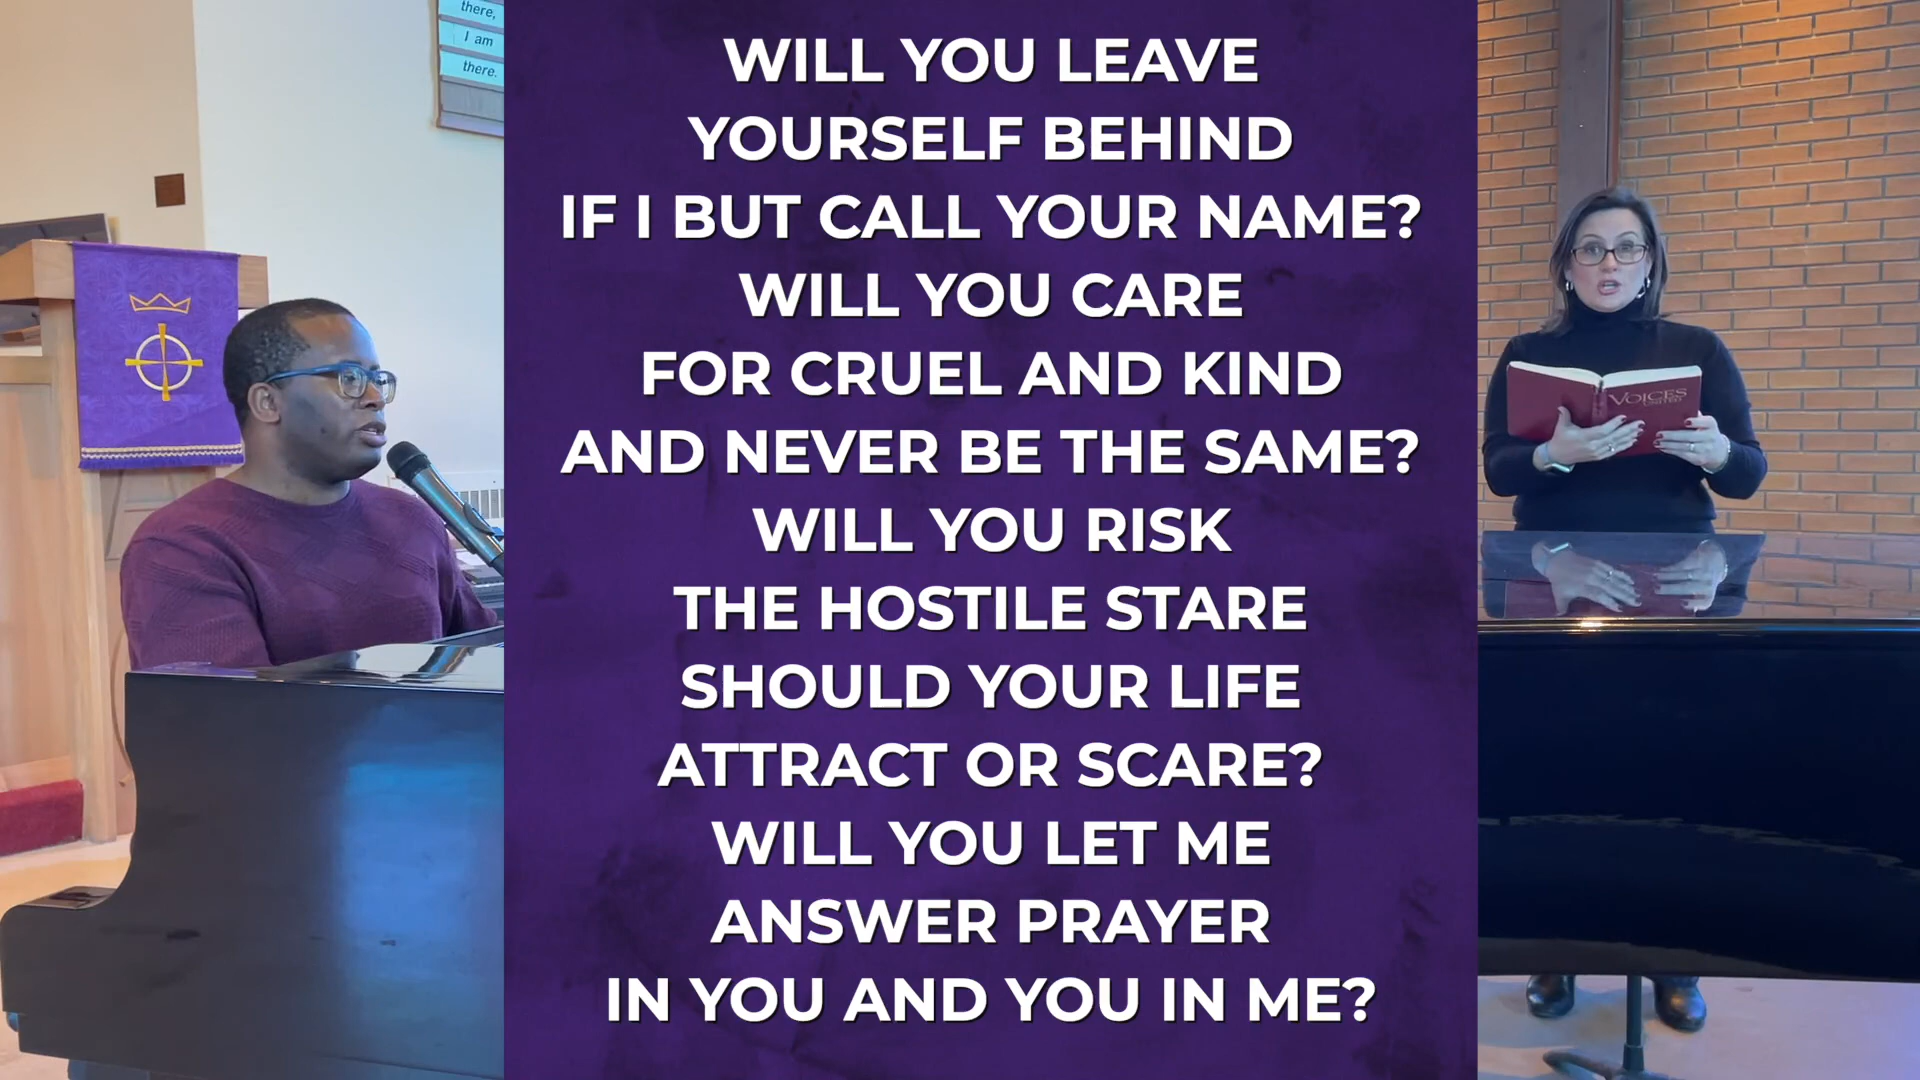 there,
I am
there.
WILL YOU LEAVE
YOURSELF BEHIND
IF I BUT CALL YOUR NAME?
WILL YOU CARE
FOR CRUEL AND KIND
AND NEVER BE THE SAME?
WILL YOU RISK
THE HOSTILE STARE
SHOULD YOUR LIFE
ATTRACT OR SCARE?
WILL YOU LET ME
ANSWER PRAYER
IN YOU AND YOU IN ME?
VOICES
UNITED